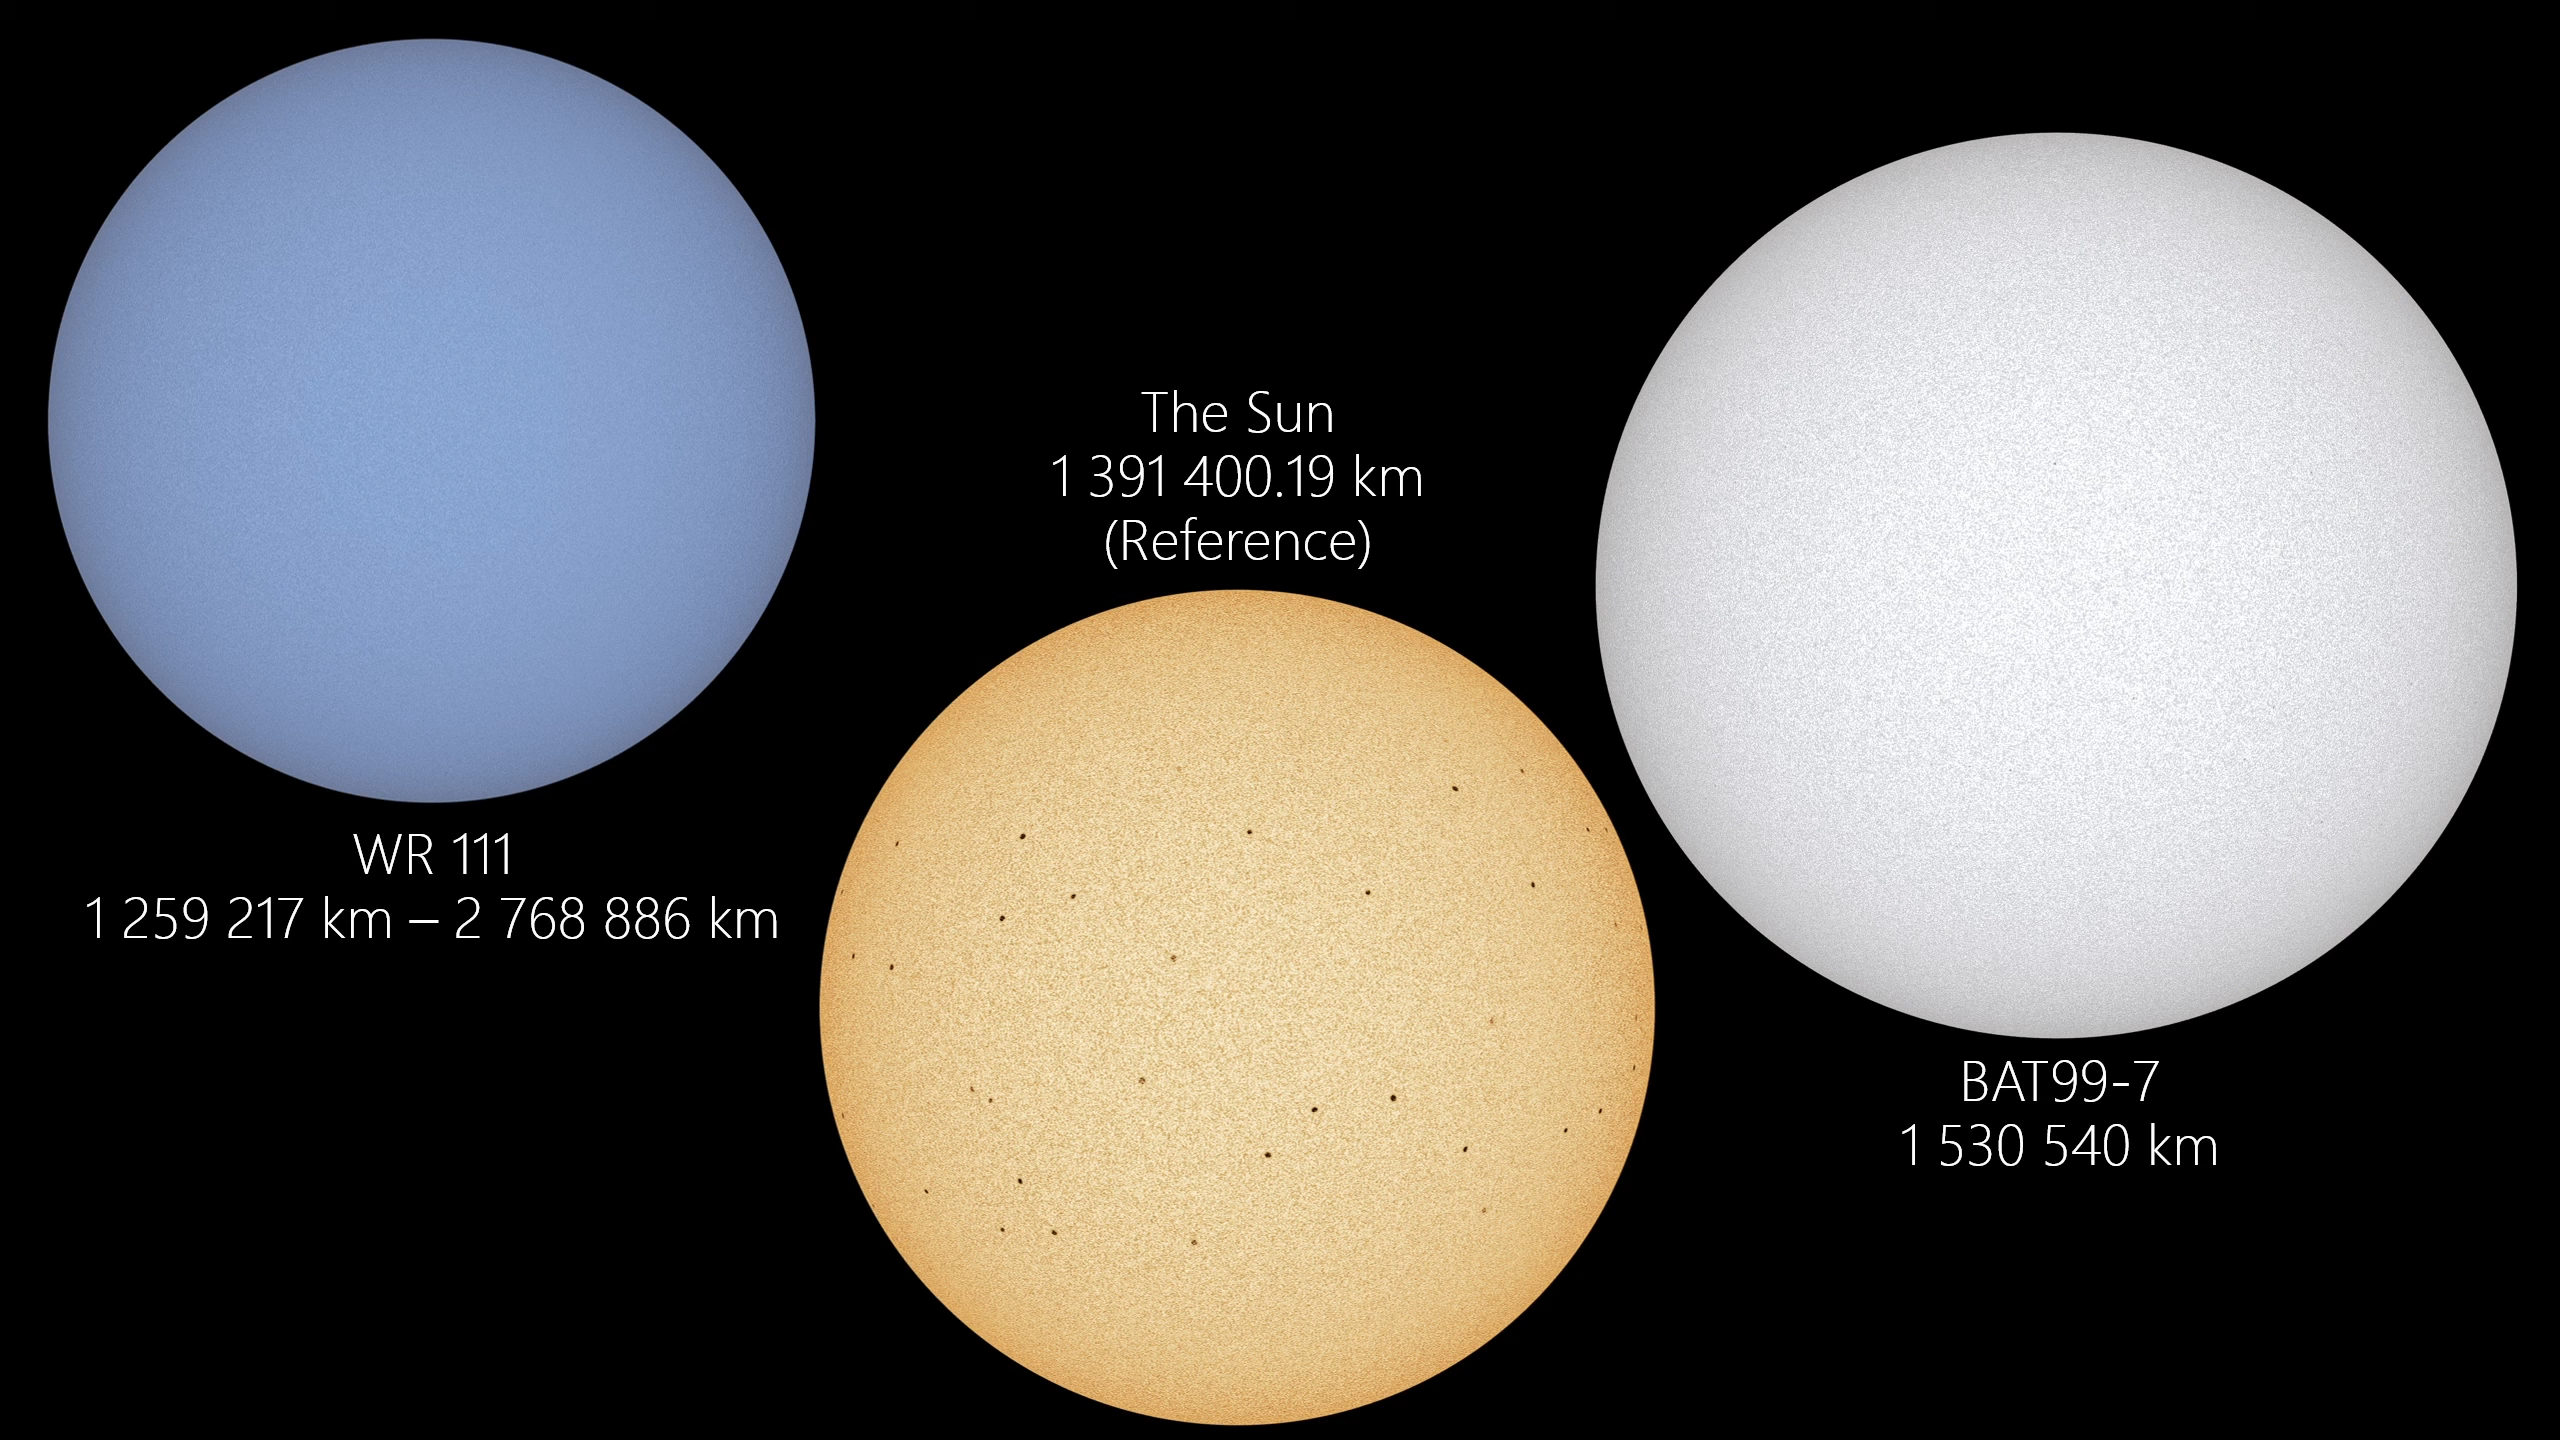 The Sun
1 391 400.19 km
(Reference)
WR 111
1 259 217 km – 2 768 886 km
BAT99-7
1 530 540 km